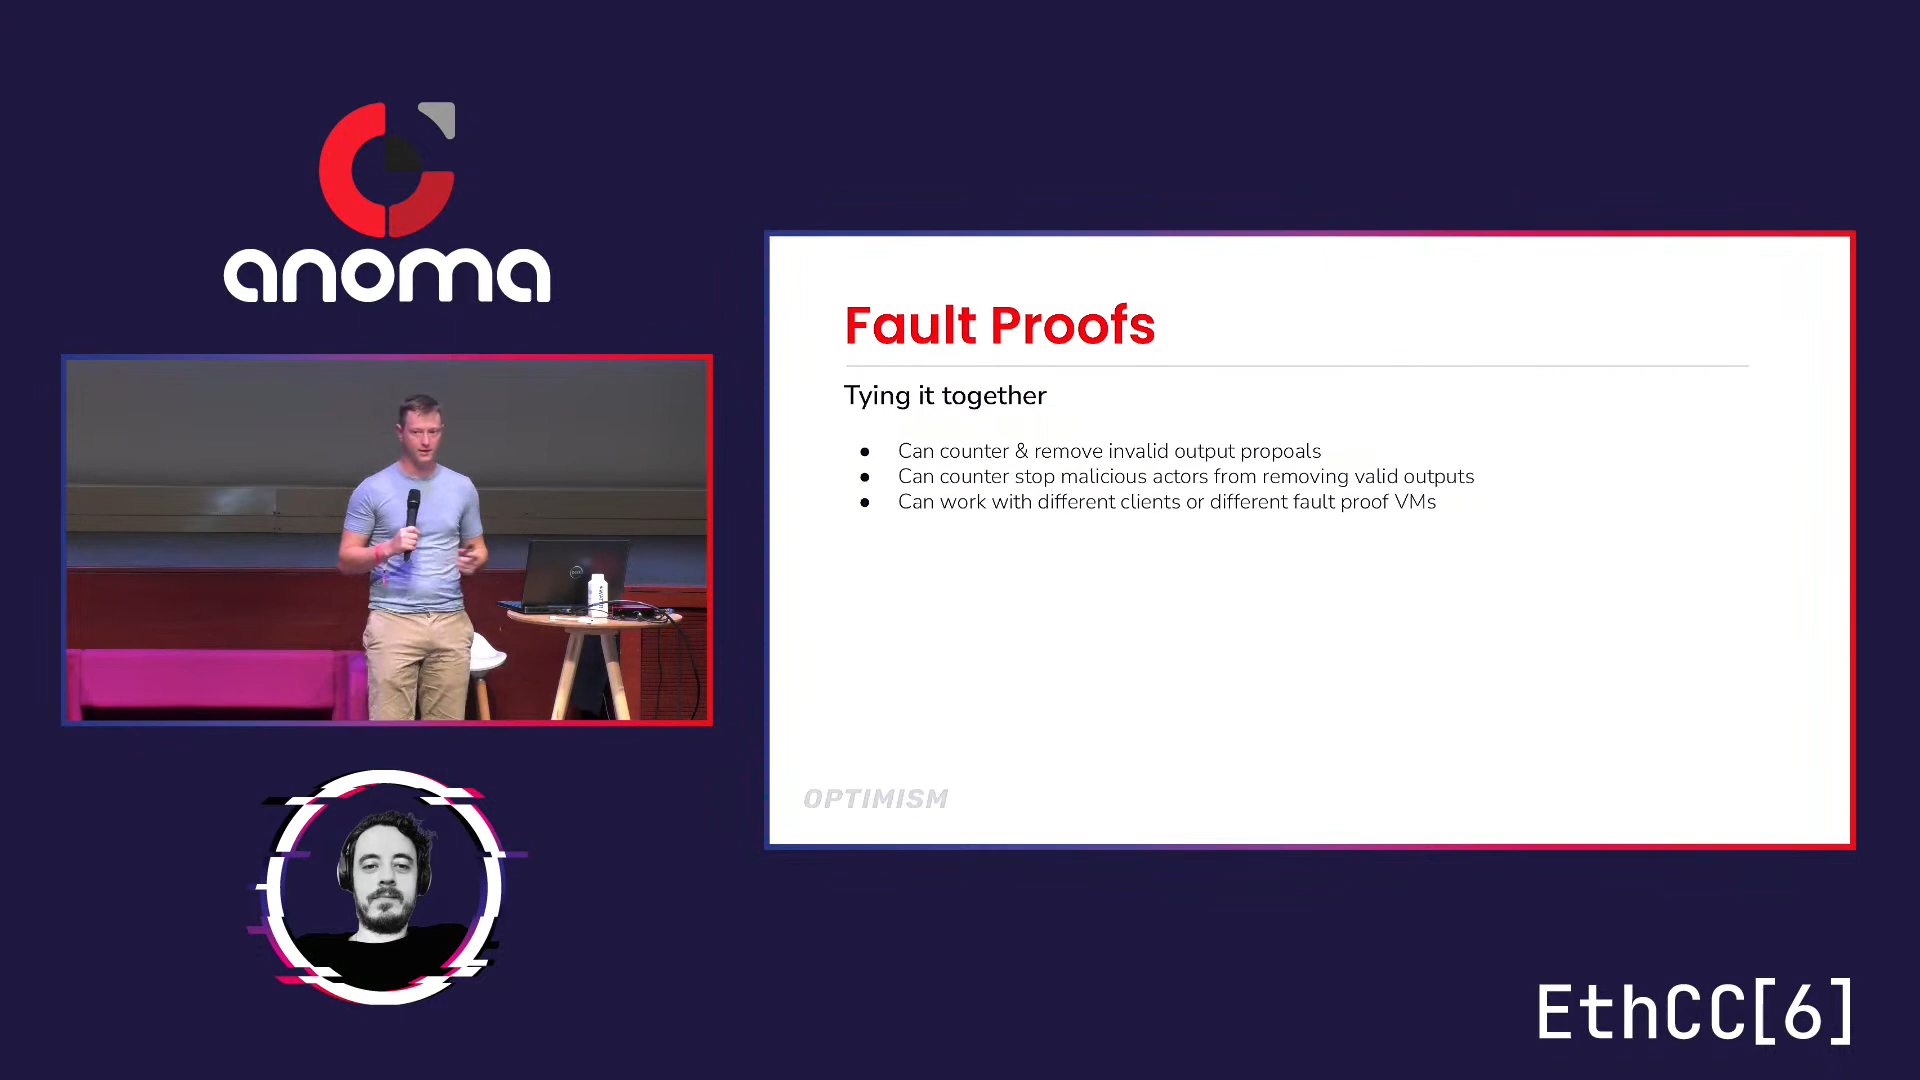 anoma
Fault Proofs
Tying it together
● Can counter & remove invalid output propoals
● Can counter stop malicious actors from removing valid outputs
● Can work with different clients or different fault proof VMs
OPTIMISM
EthCC[6]